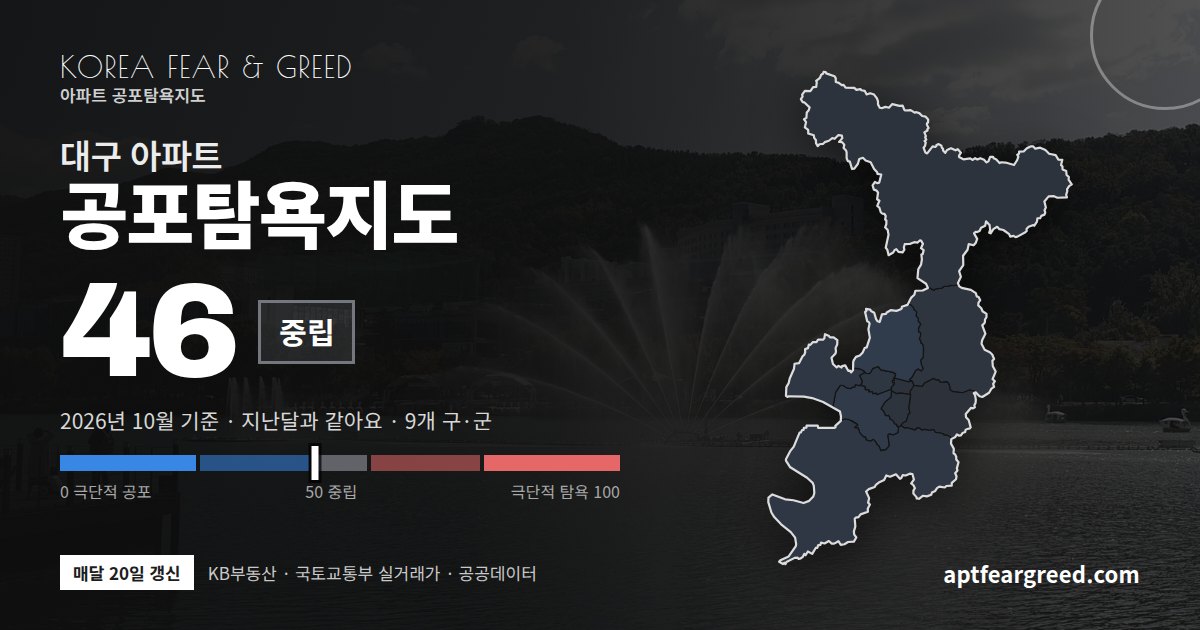 KOREA FEAR & GREED
아파트 공포탐욕지도
대구 아파트
공포탐욕지도
46 중립
2026년 10월 기준 · 지난달과 같아요 · 9개 구·군
0 극단적 공포 50 중립 극단적 탐욕 100
매달 20일 갱신 KB부동산 · 국토교통부 실거래가 · 공공데이터
aptfeargreed.com